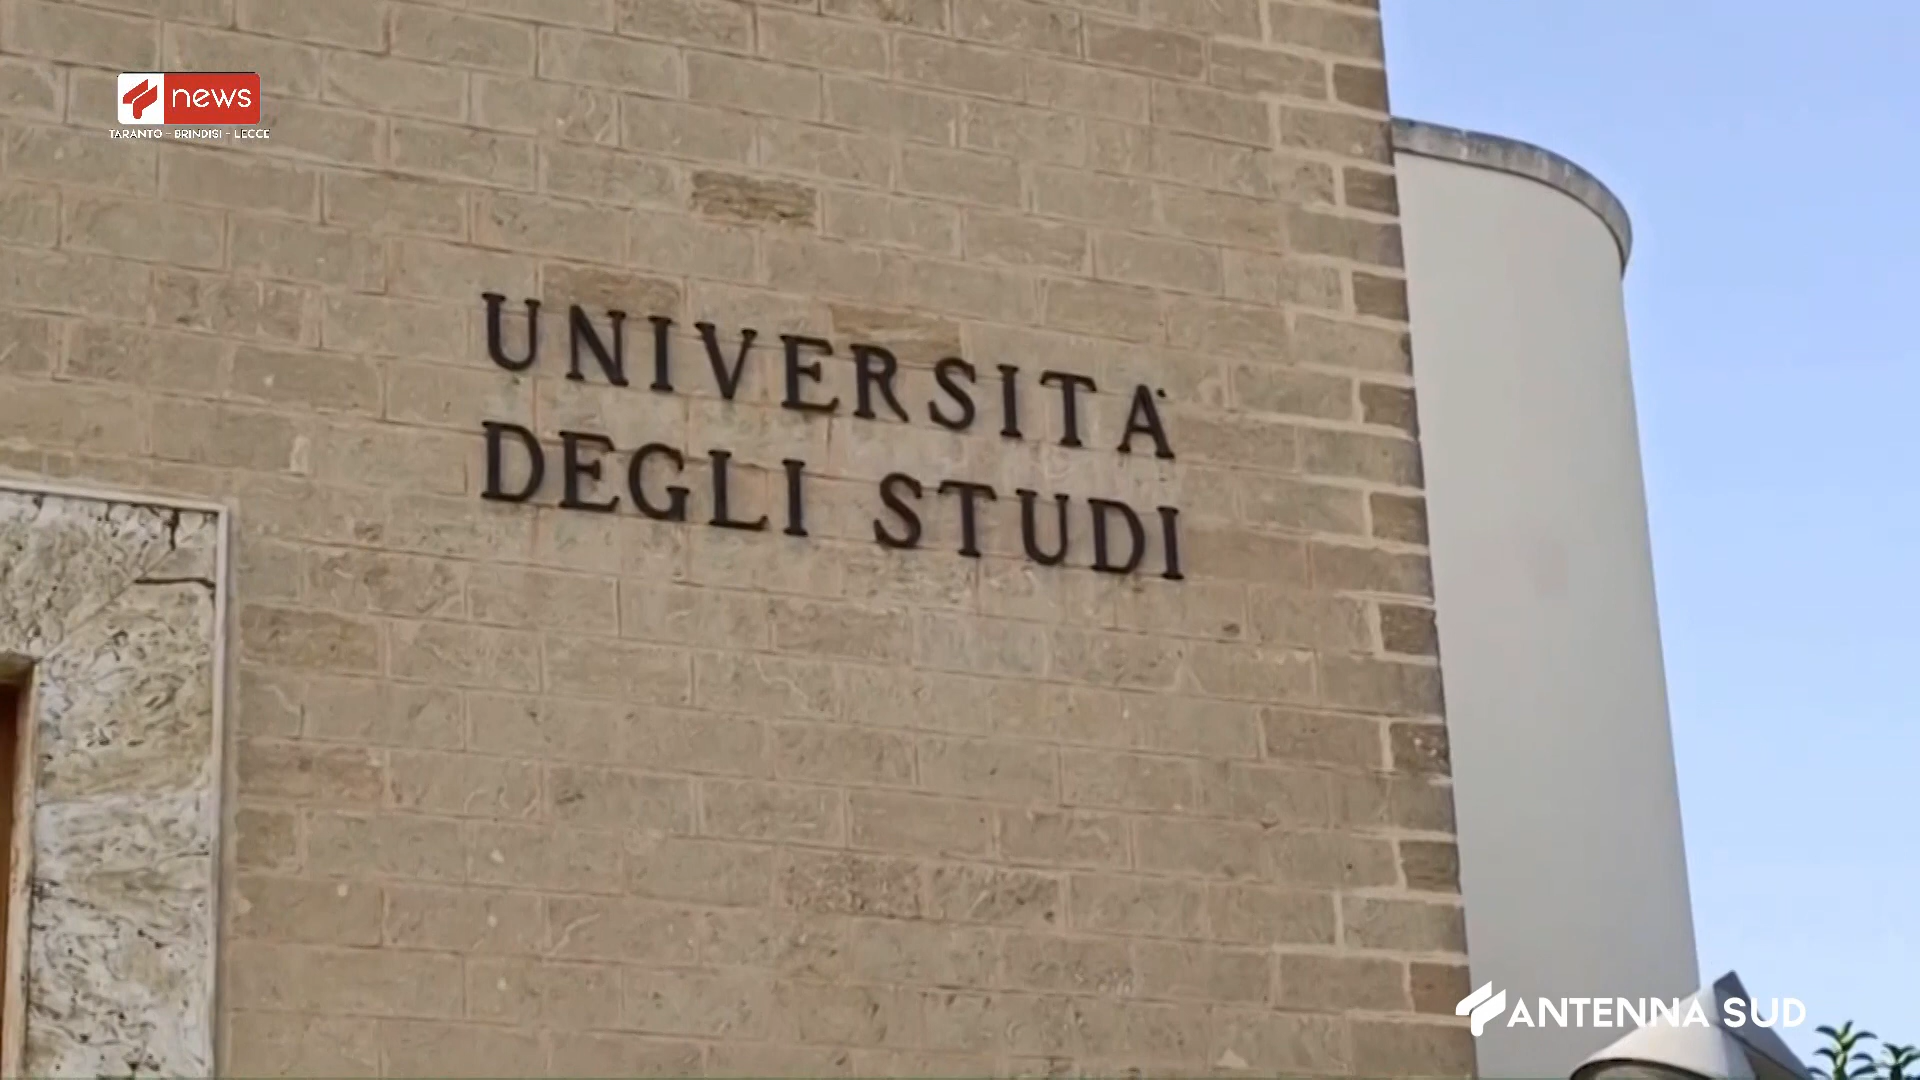 news
TARANTO - BRINDISI - LECCE
UNIVERSITÀ
DEGLI STUDI
ANTENNA SUD